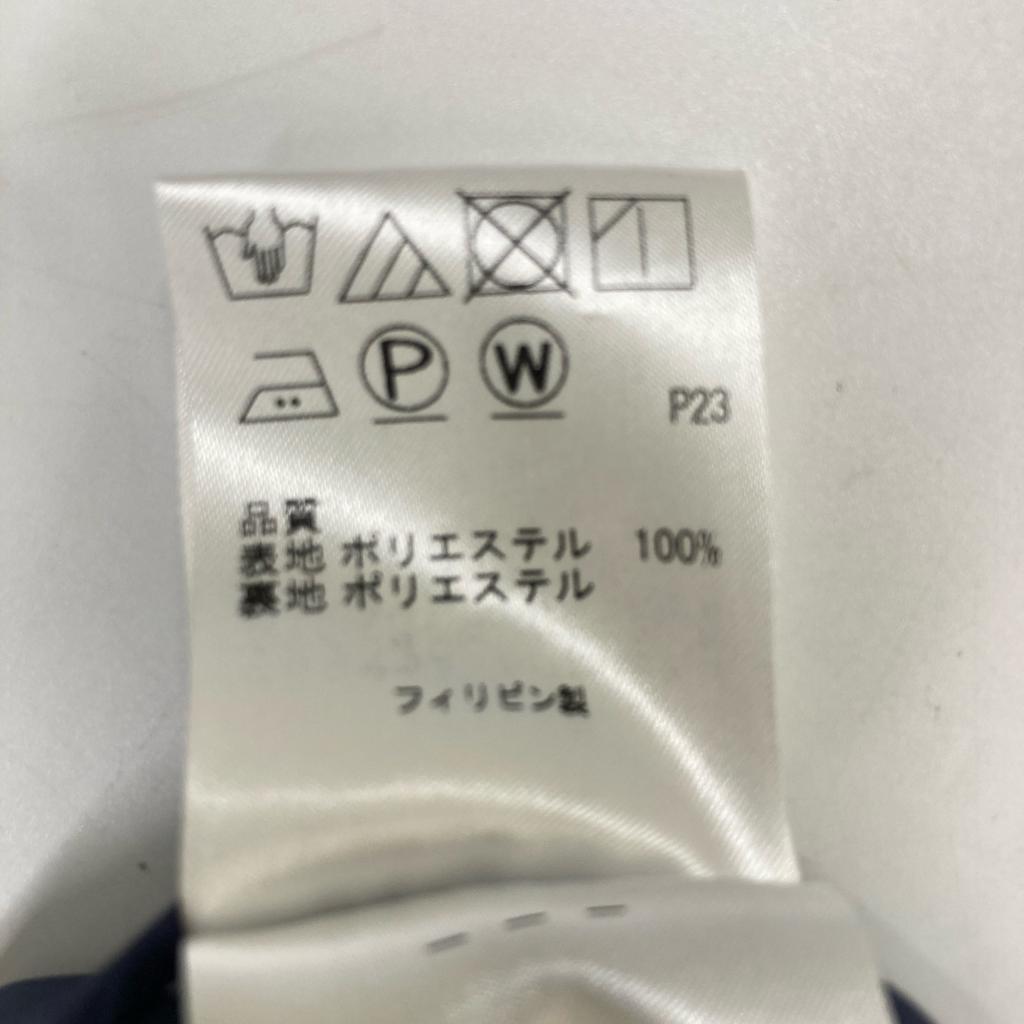 P W P23
品質
表地 ポリエステル 100%
裏地 ポリエステル
フィリピン製